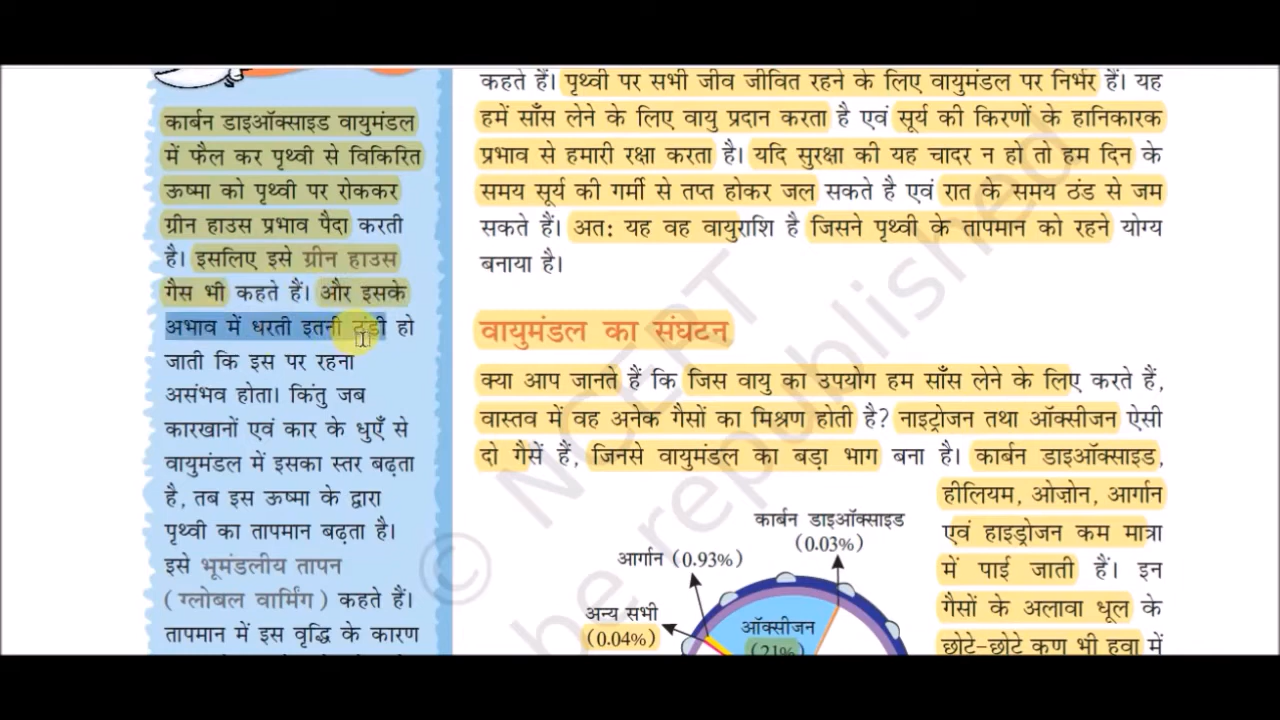 कार्बन डाइऑक्साइड वायुमंडल
में फैल कर पृथ्वी से विकिरित
ऊष्मा को पृथ्वी पर रोककर
ग्रीन हाउस प्रभाव पैदा करती
है। इसलिए इसे ग्रीन हाउस
गैस भी कहते हैं। और इसके
अभाव में धरती इतनी ठंडी हो
जाती कि इस पर रहना
असंभव होता। किंतु जब
कारखानों एवं कार के धुएँ से
वायुमंडल में इसका स्तर बढ़ता
है, तब इस ऊष्मा के द्वारा
पृथ्वी का तापमान बढ़ता है।
इसे भूमंडलीय तापन
(ग्लोबल वार्मिंग) कहते हैं।
तापमान में इस वृद्धि के कारण
कहते हैं। पृथ्वी पर सभी जीव जीवित रहने के लिए वायुमंडल पर निर्भर हैं। यह
हमें साँस लेने के लिए वायु प्रदान करता है एवं सूर्य की किरणों के हानिकारक
प्रभाव से हमारी रक्षा करता है। यदि सुरक्षा की यह चादर न हो तो हम दिन के
समय सूर्य की गर्मी से तप्त होकर जल सकते है एवं रात के समय ठंड से जम
सकते हैं। अत: यह वह वायुराशि है जिसने पृथ्वी के तापमान को रहने योग्य
बनाया है।
वायुमंडल का संघटन
क्या आप जानते हैं कि जिस वायु का उपयोग हम साँस लेने के लिए करते हैं,
वास्तव में वह अनेक गैसों का मिश्रण होती है? नाइट्रोजन तथा ऑक्सीजन ऐसी
दो गैसें हैं, जिनसे वायुमंडल का बड़ा भाग बना है। कार्बन डाइऑक्साइड,
हीलियम, ओज़ोन, आर्गान
एवं हाइड्रोजन कम मात्रा
में पाई जाती हैं। इन
गैसों के अलावा धूल के
छोटे-छोटे कण भी हवा में
कार्बन डाइऑक्साइड
(0.03%)
आर्गान (0.93%)
अन्य सभी
(0.04%)
ऑक्सीजन
(21%)
© NCERT
be republished